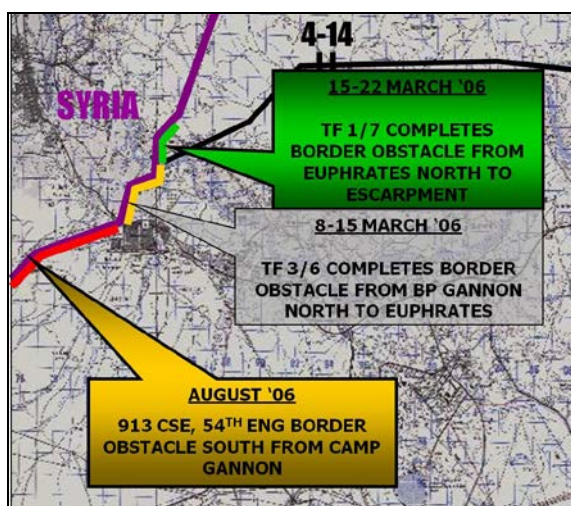 4-14
SYRIA
15-22 MARCH ‘06
TF 1/7 COMPLETES
BORDER OBSTACLE FROM
EUPHRATES NORTH TO
ESCARPMENT
8-15 MARCH ‘06
TF 3/6 COMPLETES BORDER
OBSTACLE FROM BP GANNON
NORTH TO EUPHRATES
AUGUST ‘06
913 CSE, 54TH ENG BORDER
OBSTACLE SOUTH FROM CAMP
GANNON